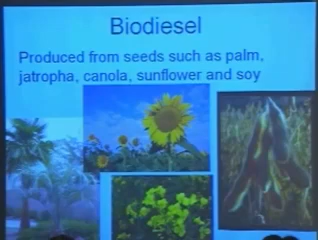 Biodiesel
Produced from seeds such as palm,
jatropha, canola, sunflower and soy